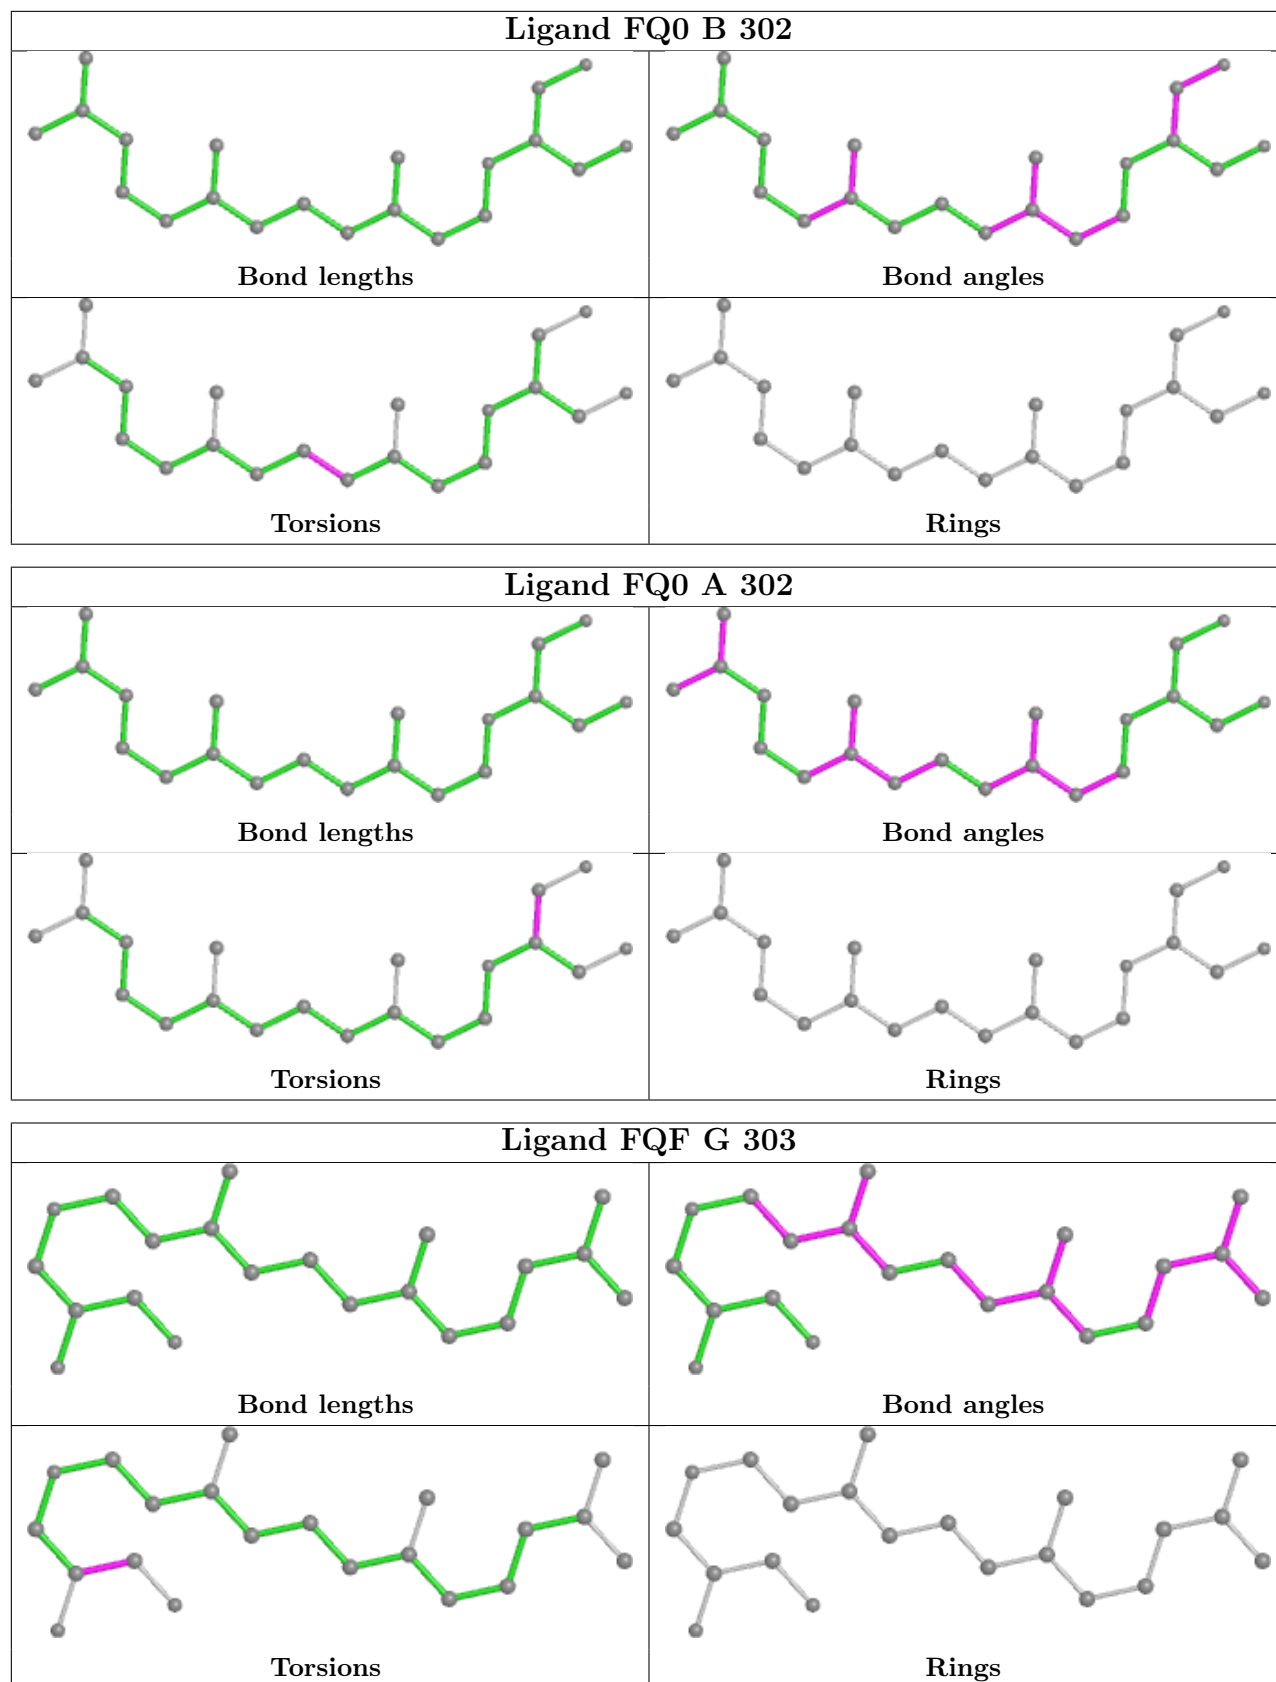 Ligand FQ0 B 302
Bond lengths
Bond angles
Torsions
Rings
Ligand FQ0 A 302
Bond lengths
Bond angles
Torsions
Rings
Ligand FQF G 303
Bond lengths
Bond angles
Torsions
Rings